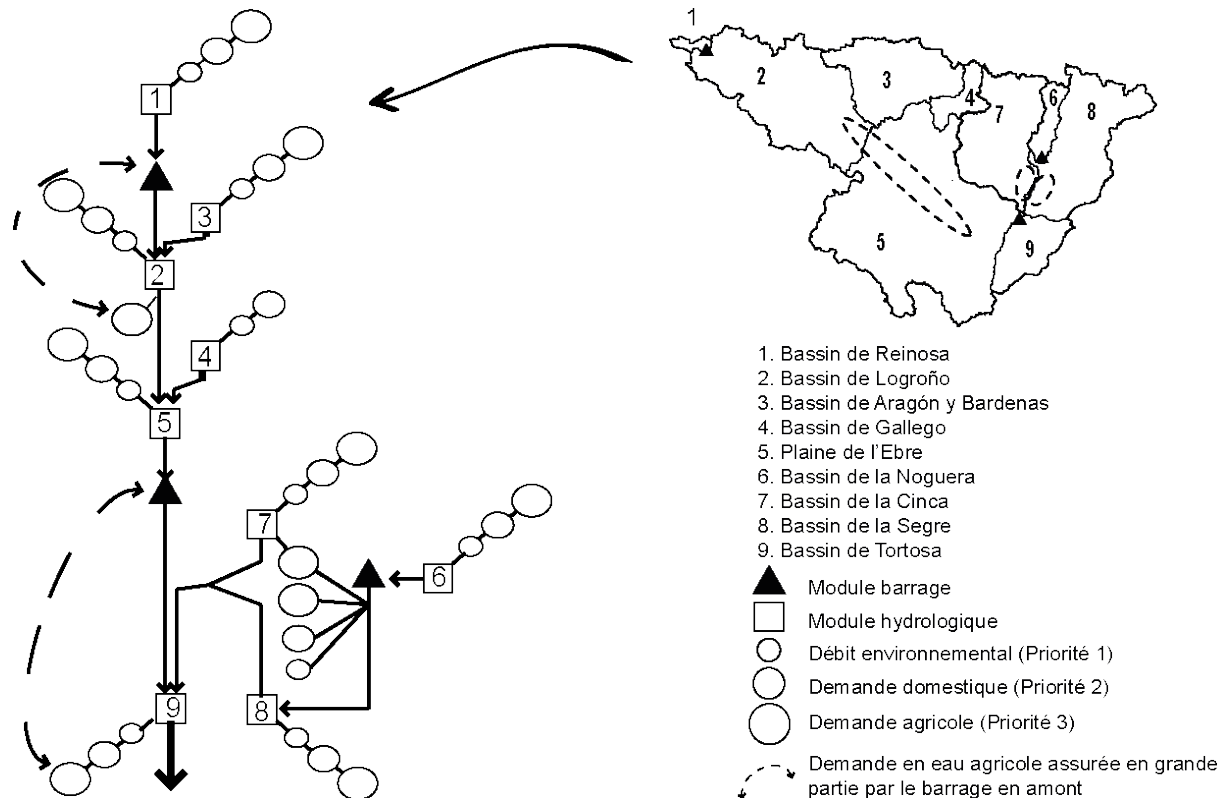 1
2
3
4
5
6
7
8
9
1
2
3
4
5
6
7
8
9
1. Bassin de Reinosa
2. Bassin de Logroño
3. Bassin de Aragón y Bardenas
4. Bassin de Gallego
5. Plaine de l'Ebre
6. Bassin de la Noguera
7. Bassin de la Cinca
8. Bassin de la Segre
9. Bassin de Tortosa
Module barrage
Module hydrologique
Débit environnemental (Priorité 1)
Demande domestique (Priorité 2)
Demande agricole (Priorité 3)
Demande en eau agricole assurée en grande
partie par le barrage en amont